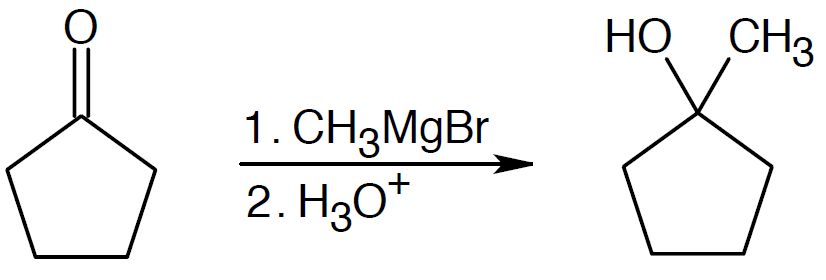 O
1. CH₃MgBr
2. H₃O⁺
HO CH₃